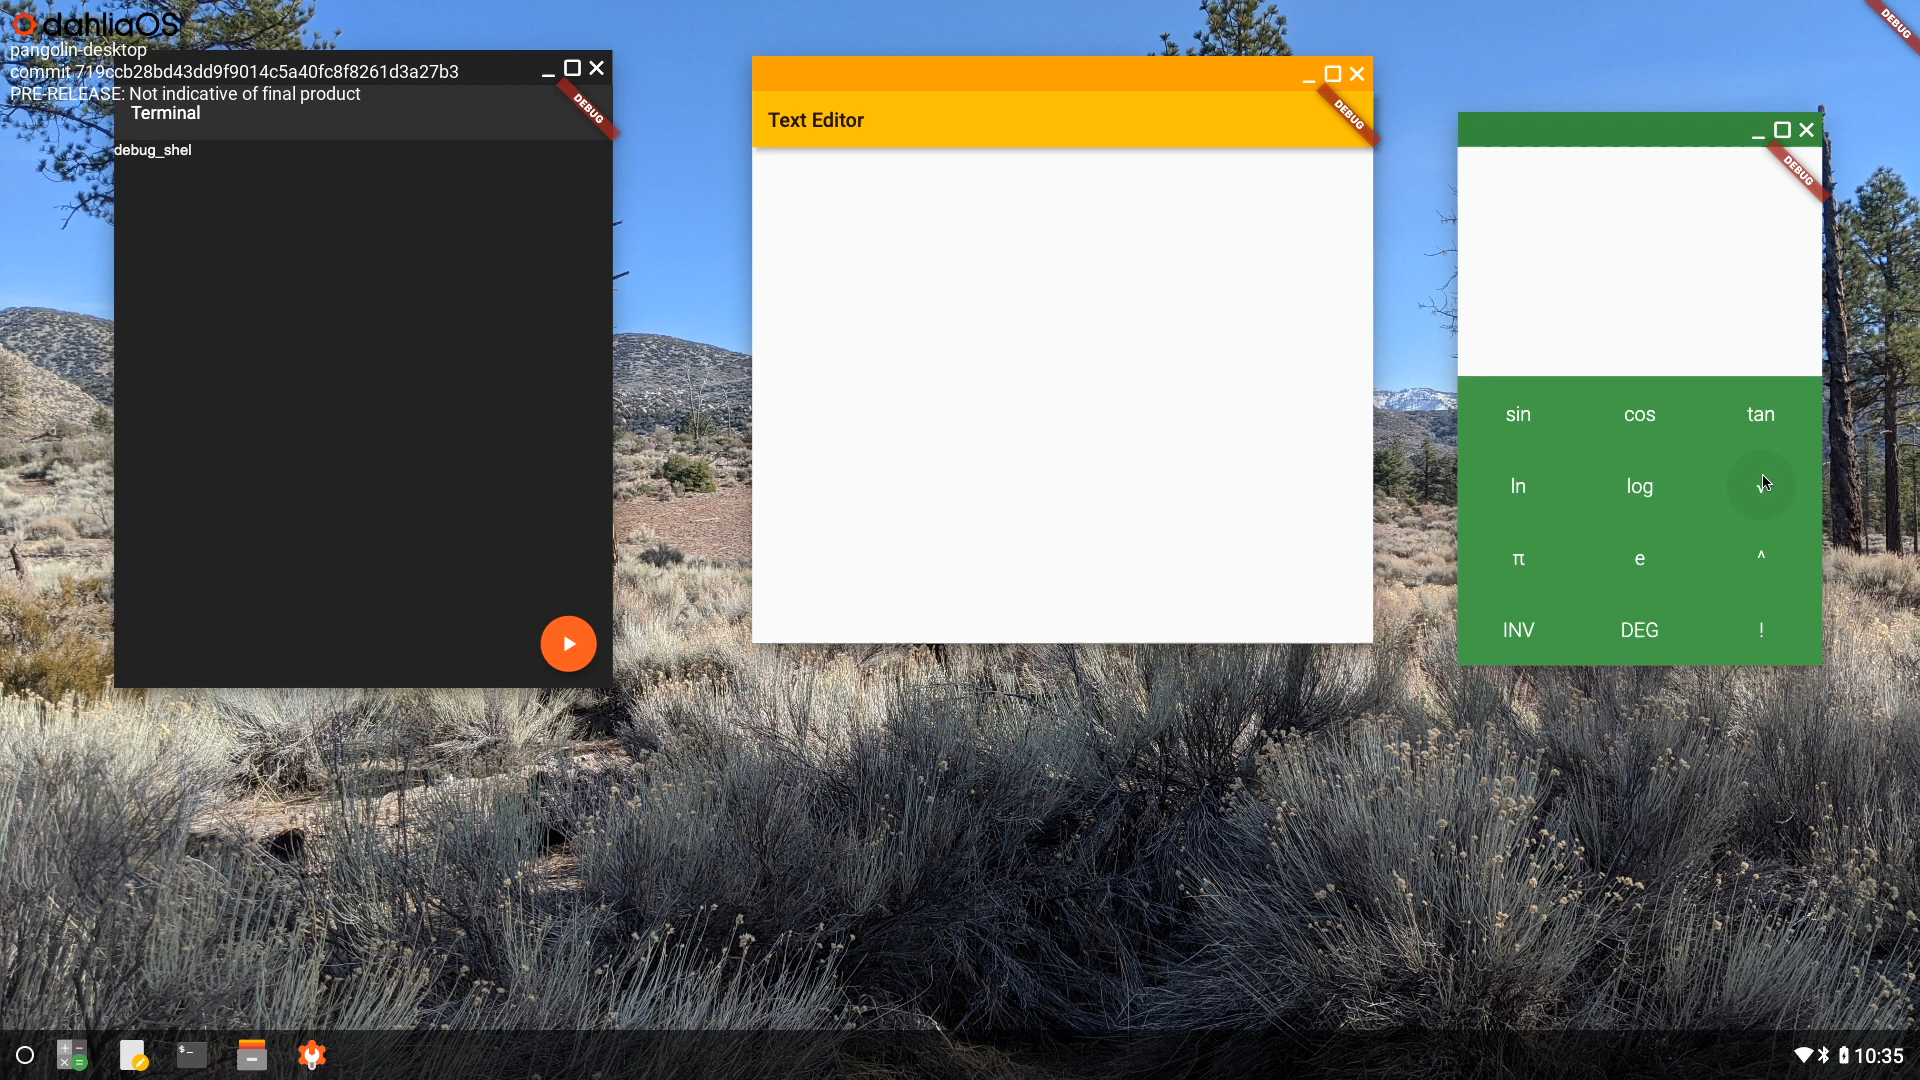 dahliaOS
pangolin-desktop
commit 719ccb28bd43dd9f9014c5a40fc8f8261d3a27b3
PRE-RELEASE: Not indicative of final product
DEBUG
Terminal
DEBUG
debug_shel
Text Editor
DEBUG
DEBUG
sin cos tan
ln log
π e ^
INV DEG !
$_
10:35